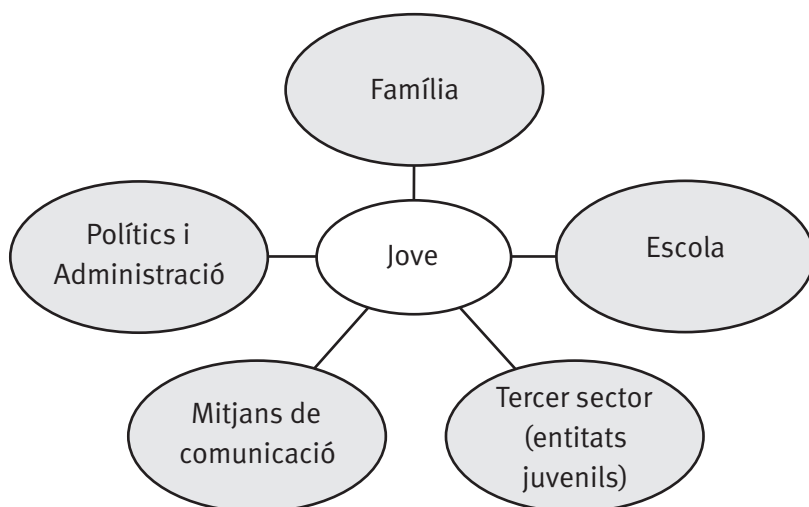 Família
Polítics i
Administració
Jove
Escola
Mitjans de
comunicació
Tercer sector
(entitats
juvenils)